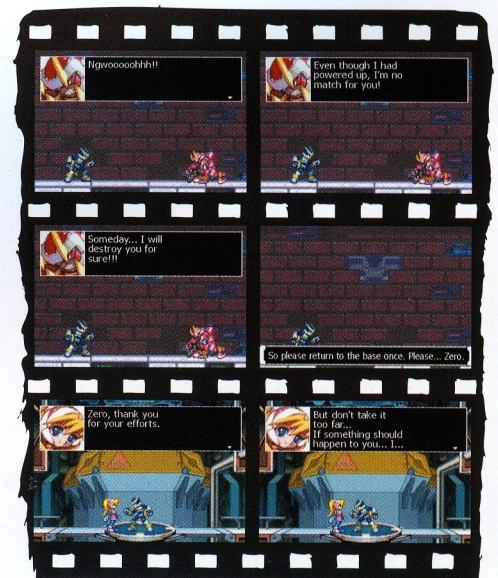 Ngwooooohhh!!
Even though I had
powered up, I'm no
match for you!
Someday... I will
destroy you for
sure!!!
So please return to the base once. Please... Zero.
Zero, thank you
for your efforts.
But don't take it
too far...
If something should
happen to you... I...